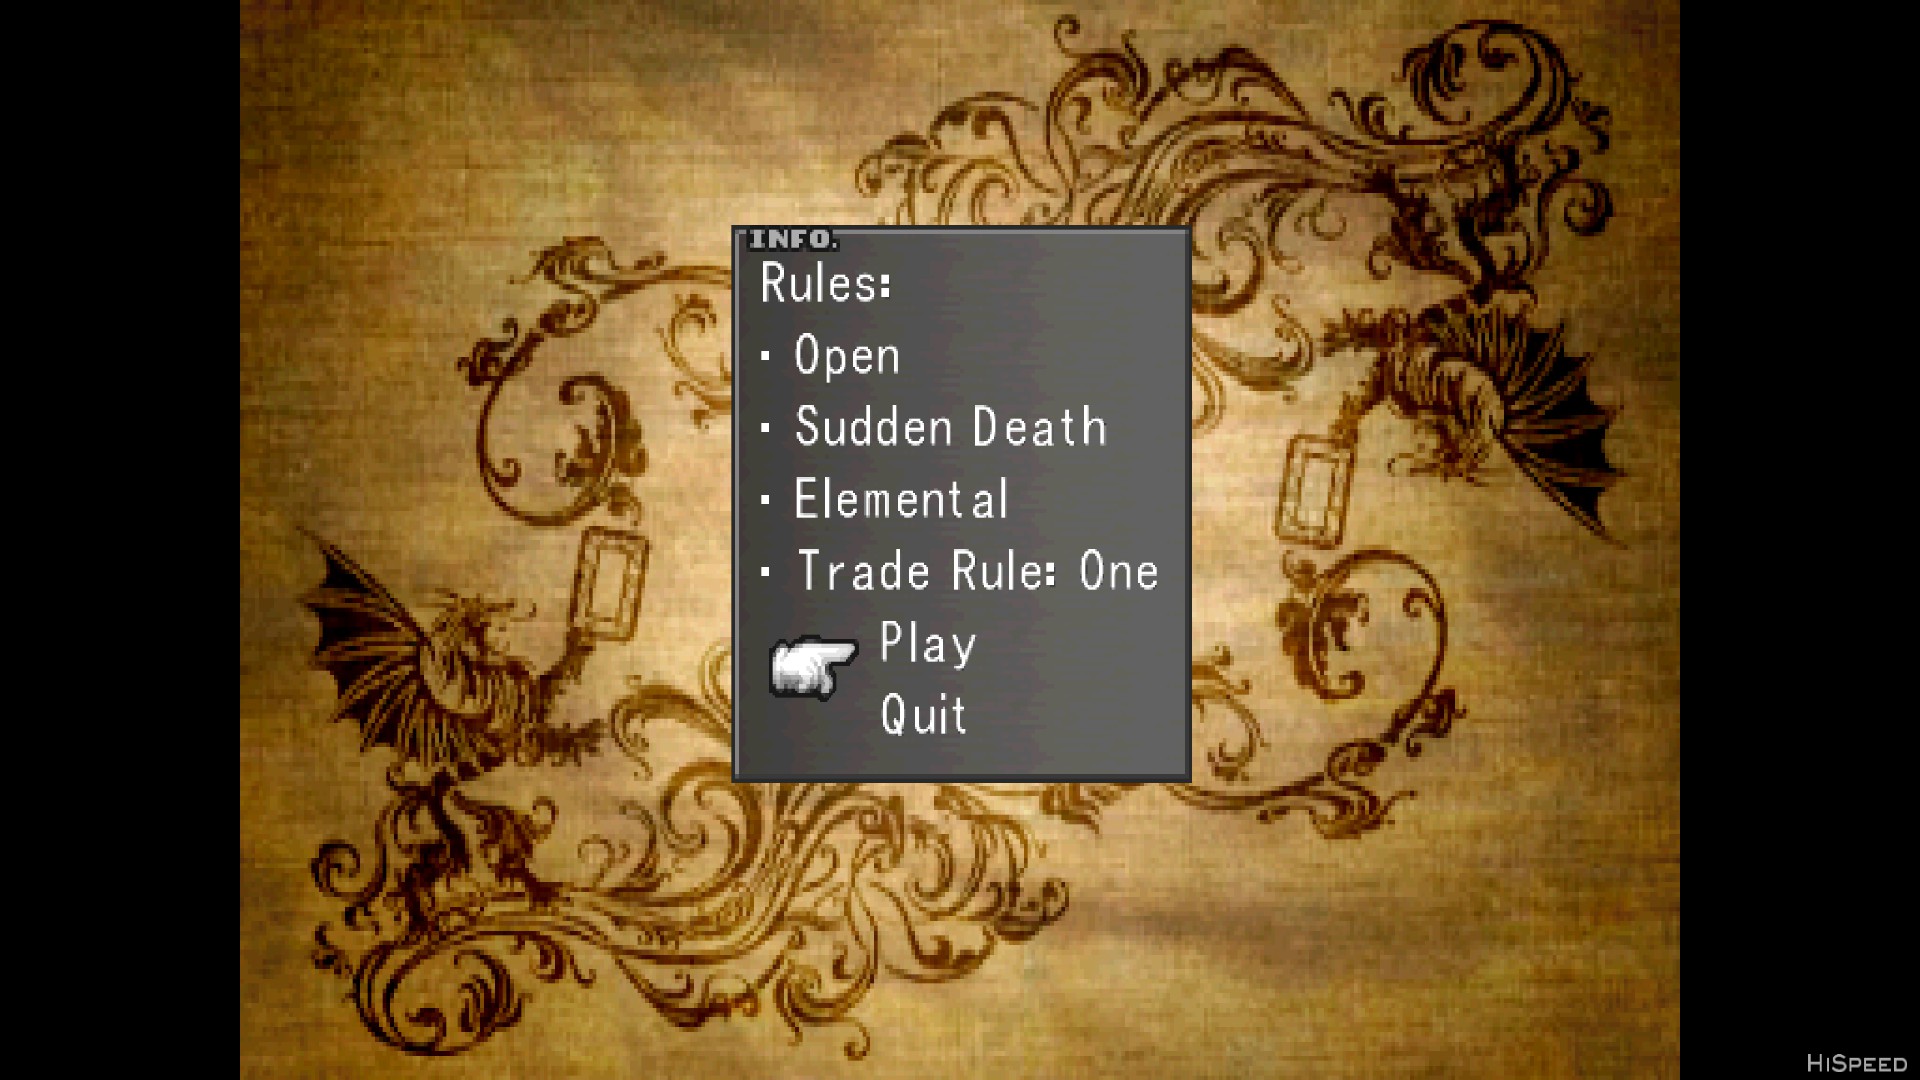 INFO.
Rules:
· Open
· Sudden Death
· Elemental
· Trade Rule: One
Play
Quit
HiSpeed